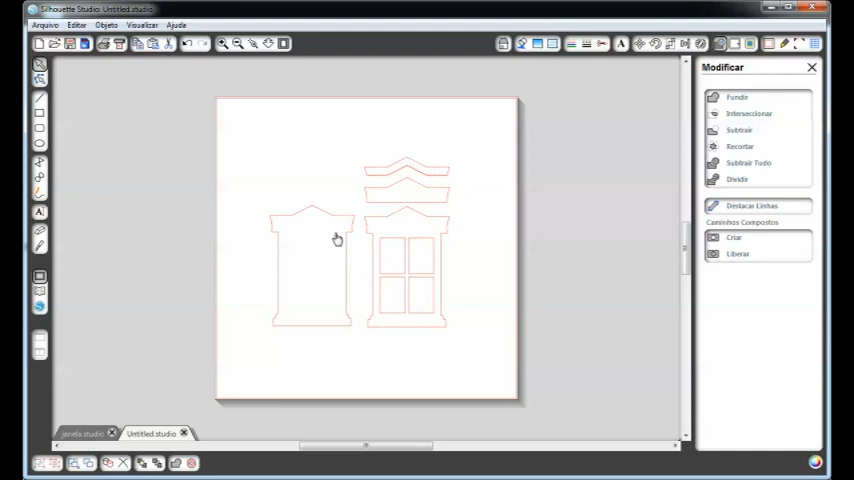 Silhouette Studio: Untitled.studio
Arquivo Editar Objeto Visualizar Ajuda
Modificar
Fundir
Interseccionar
Subtrair
Recortar
Subtrair Tudo
Dividir
Destacar Linhas
Caminhos Compostos
Criar
Liberar
janela.studio Untitled.studio